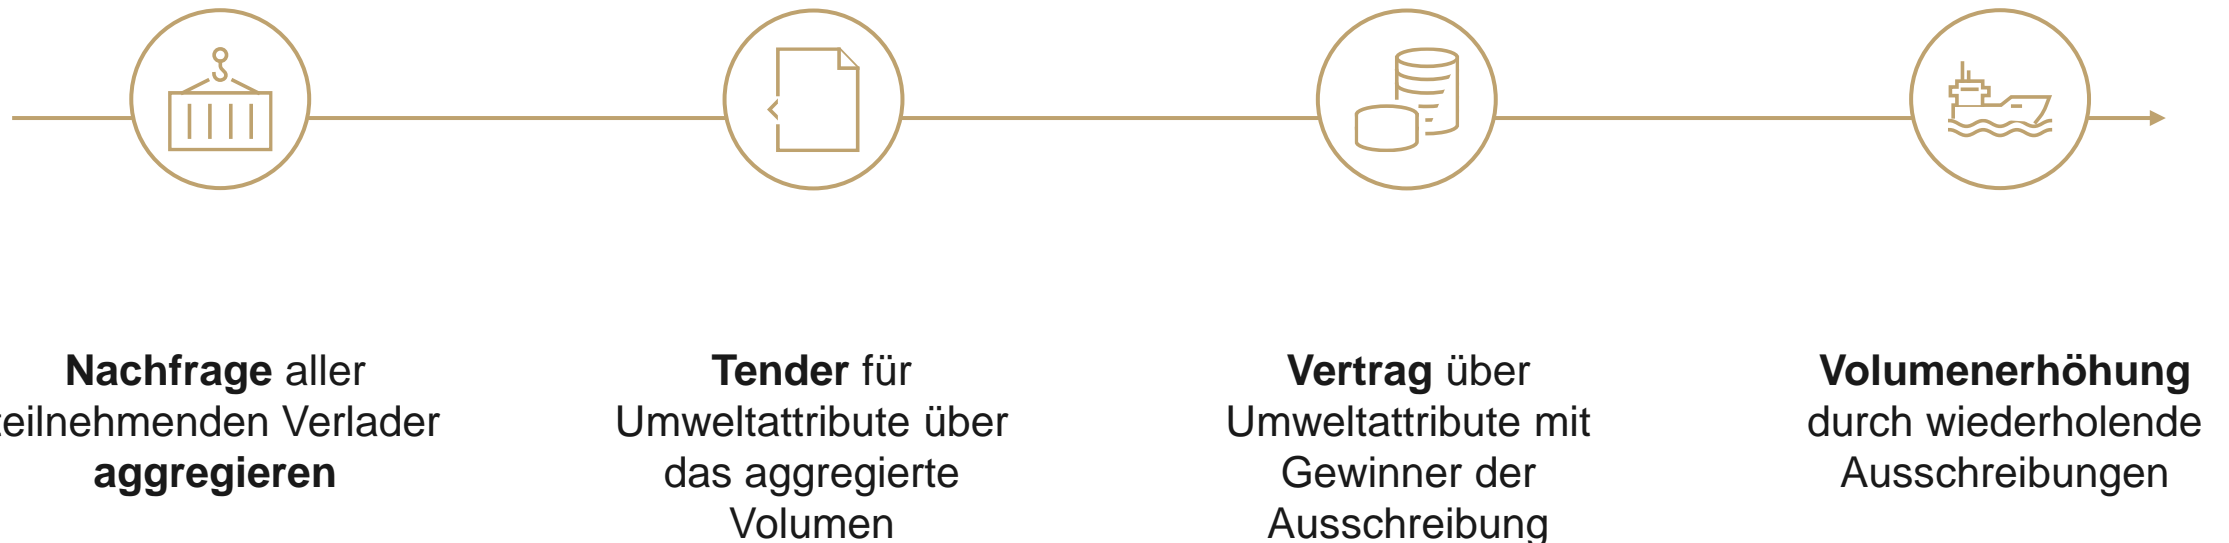 Nachfrage aller
teilnehmenden Verlader
aggregieren
Tender für
Umweltattribute über
das aggregierte
Volumen
Vertrag über
Umweltattribute mit
Gewinner der
Ausschreibung
Volumenerhöhung
durch wiederholende
Ausschreibungen